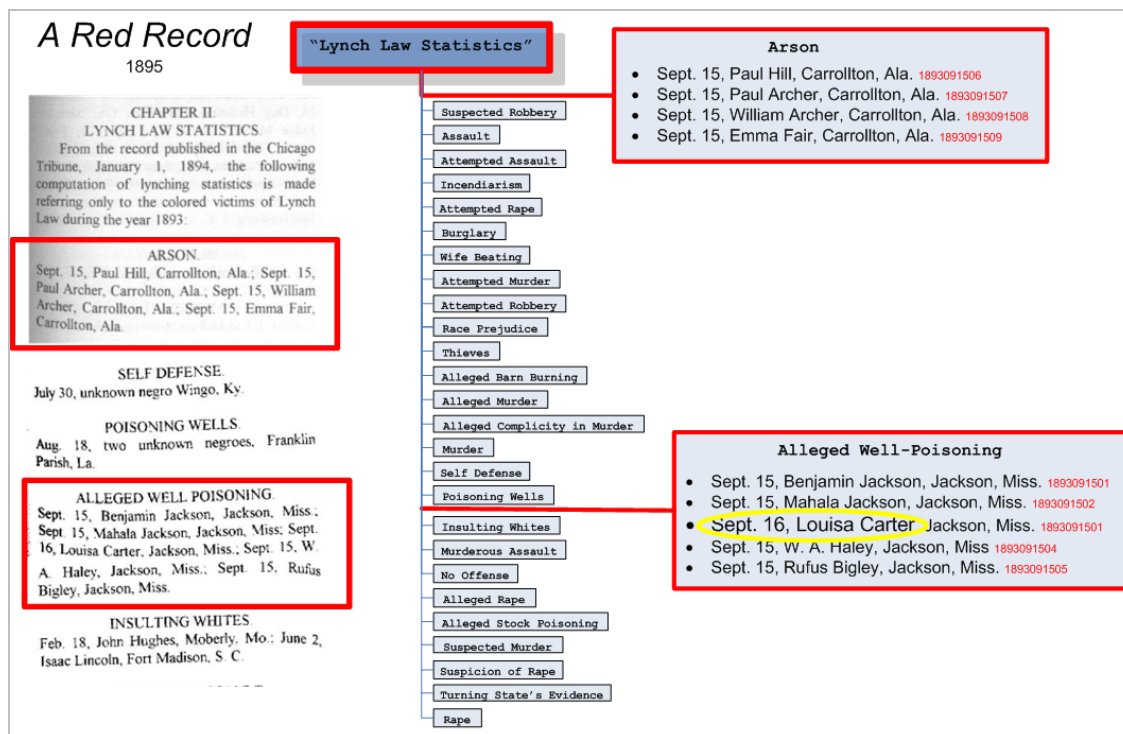 A Red Record
1895
CHAPTER II.
LYNCH LAW STATISTICS.
From the record published in the Chicago
Tribune, January 1, 1894, the following
computation of lynching statistics is made
referring only to the colored victims of Lynch
Law during the year 1893:
ARSON.
Sept. 15, Paul Hill, Carrollton, Ala.; Sept. 15,
Paul Archer, Carrollton, Ala.; Sept. 15, William
Archer, Carrollton, Ala.; Sept. 15, Emma Fair,
Carrollton, Ala.
SELF DEFENSE.
July 30, unknown negro Wingo, Ky.
POISONING WELLS.
Aug. 18, two unknown negroes, Franklin
Parish, La.
ALLEGED WELL POISONING.
Sept. 15, Benjamin Jackson, Jackson, Miss.;
Sept. 15, Mahala Jackson, Jackson, Miss; Sept.
16, Louisa Carter, Jackson, Miss.; Sept. 15, W.
A. Haley, Jackson, Miss.; Sept. 15, Rufus
Bigley, Jackson, Miss.
INSULTING WHITES.
Feb. 18, John Hughes, Moberly, Mo.; June 2,
Isaac Lincoln, Fort Madison, S. C.
"Lynch Law Statistics"
Suspected Robbery
Assault
Attempted Assault
Incendiarism
Attempted Rape
Burglary
Wife Beating
Attempted Murder
Attempted Robbery
Race Prejudice
Thieves
Alleged Barn Burning
Alleged Murder
Alleged Complicity in Murder
Murder
Self Defense
Poisoning Wells
Insulting Whites
Murderous Assault
No Offense
Alleged Rape
Alleged Stock Poisoning
Suspected Murder
Suspicion of Rape
Turning State's Evidence
Rape
Arson
• Sept. 15, Paul Hill, Carrollton, Ala. 1893091506
• Sept. 15, Paul Archer, Carrollton, Ala. 1893091507
• Sept. 15, William Archer, Carrollton, Ala. 1893091508
• Sept. 15, Emma Fair, Carrollton, Ala. 1893091509
Alleged Well-Poisoning
• Sept. 15, Benjamin Jackson, Jackson, Miss. 1893091501
• Sept. 15, Mahala Jackson, Jackson, Miss. 1893091502
• Sept. 16, Louisa Carter Jackson, Miss. 1893091501
• Sept. 15, W. A. Haley, Jackson, Miss 1893091504
• Sept. 15, Rufus Bigley, Jackson, Miss. 1893091505